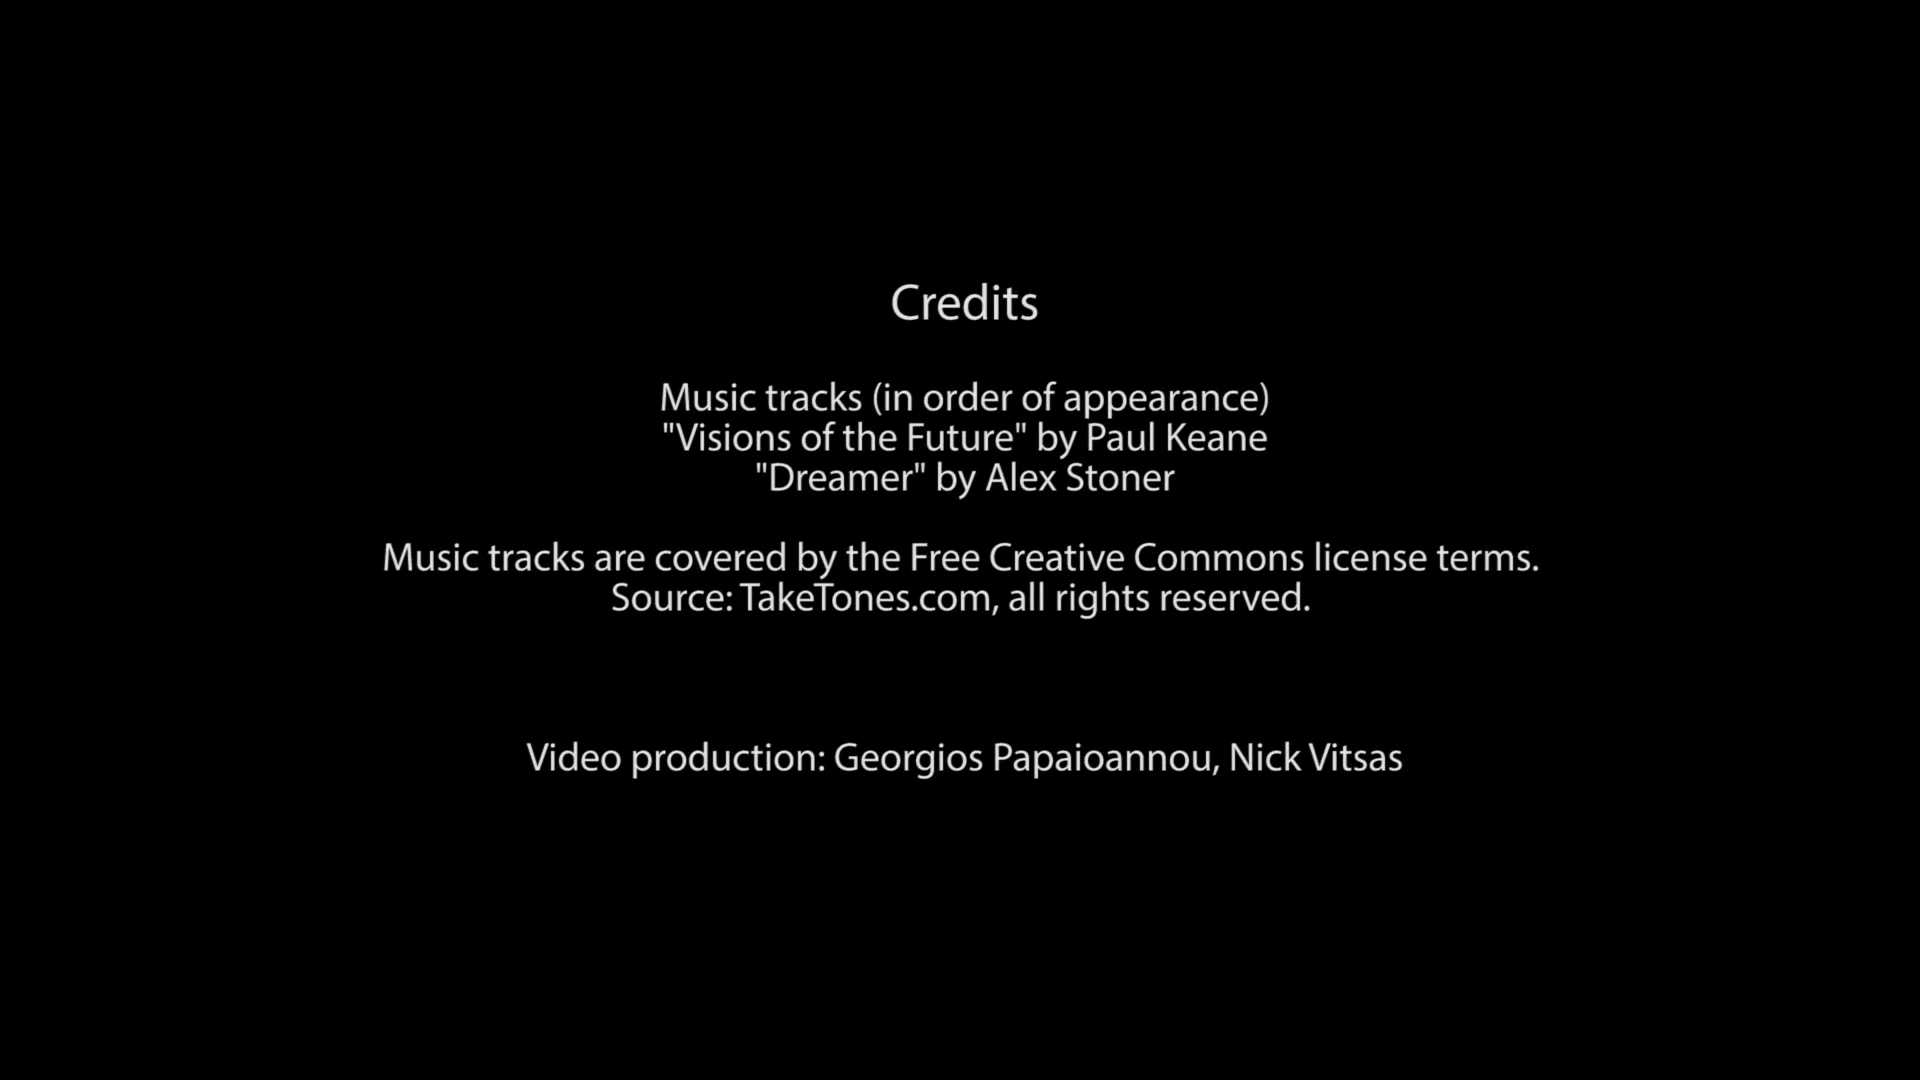 Credits
Music tracks (in order of appearance)
"Visions of the Future" by Paul Keane
"Dreamer" by Alex Stoner
Music tracks are covered by the Free Creative Commons license terms.
Source: TakeTones.com, all rights reserved.
Video production: Georgios Papaioannou, Nick Vitsas